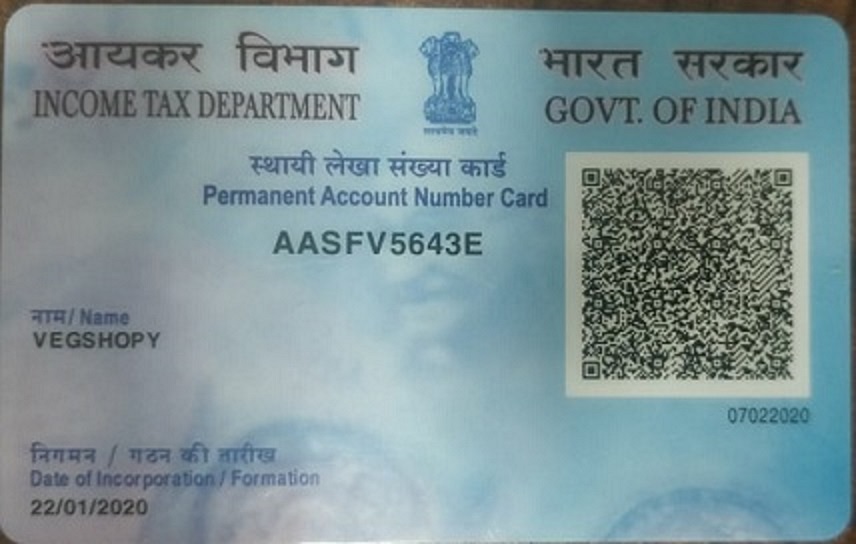 आयकर विभाग
INCOME TAX DEPARTMENT
सत्यमेव जयते
भारत सरकार
GOVT. OF INDIA
स्थायी लेखा संख्या कार्ड
Permanent Account Number Card
AASFV5643E
नाम/ Name
VEGSHOPY
07022020
निगमन / गठन की तारीख
Date of Incorporation / Formation
22/01/2020